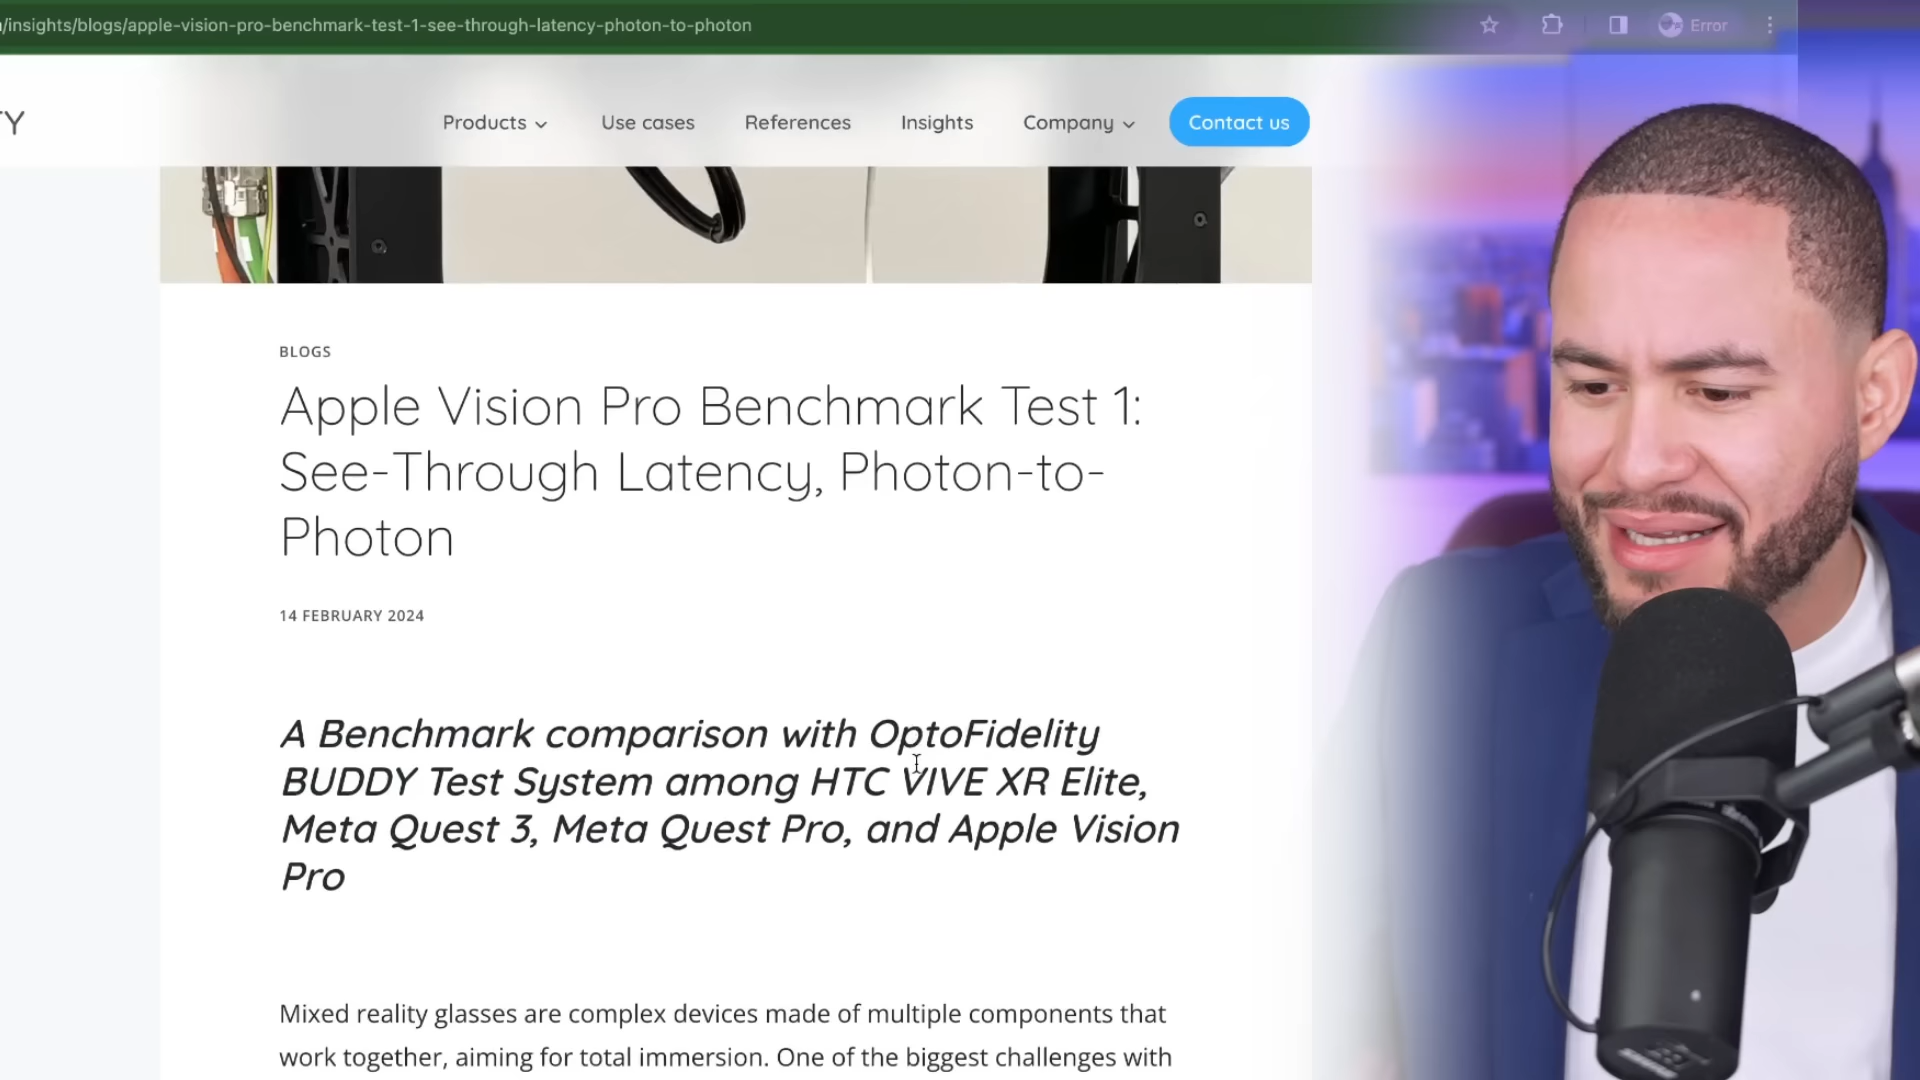 /insights/blogs/apple-vision-pro-benchmark-test-1-see-through-latency-photon-to-photon
Error
TY
Products
Use cases
References
Insights
Company
Contact us
BLOGS
Apple Vision Pro Benchmark Test 1:
See-Through Latency, Photon-to-
Photon
14 FEBRUARY 2024
A Benchmark comparison with OptoFidelity
BUDDY Test System among HTC VIVE XR Elite,
Meta Quest 3, Meta Quest Pro, and Apple Vision
Pro
Mixed reality glasses are complex devices made of multiple components that
work together, aiming for total immersion. One of the biggest challenges with